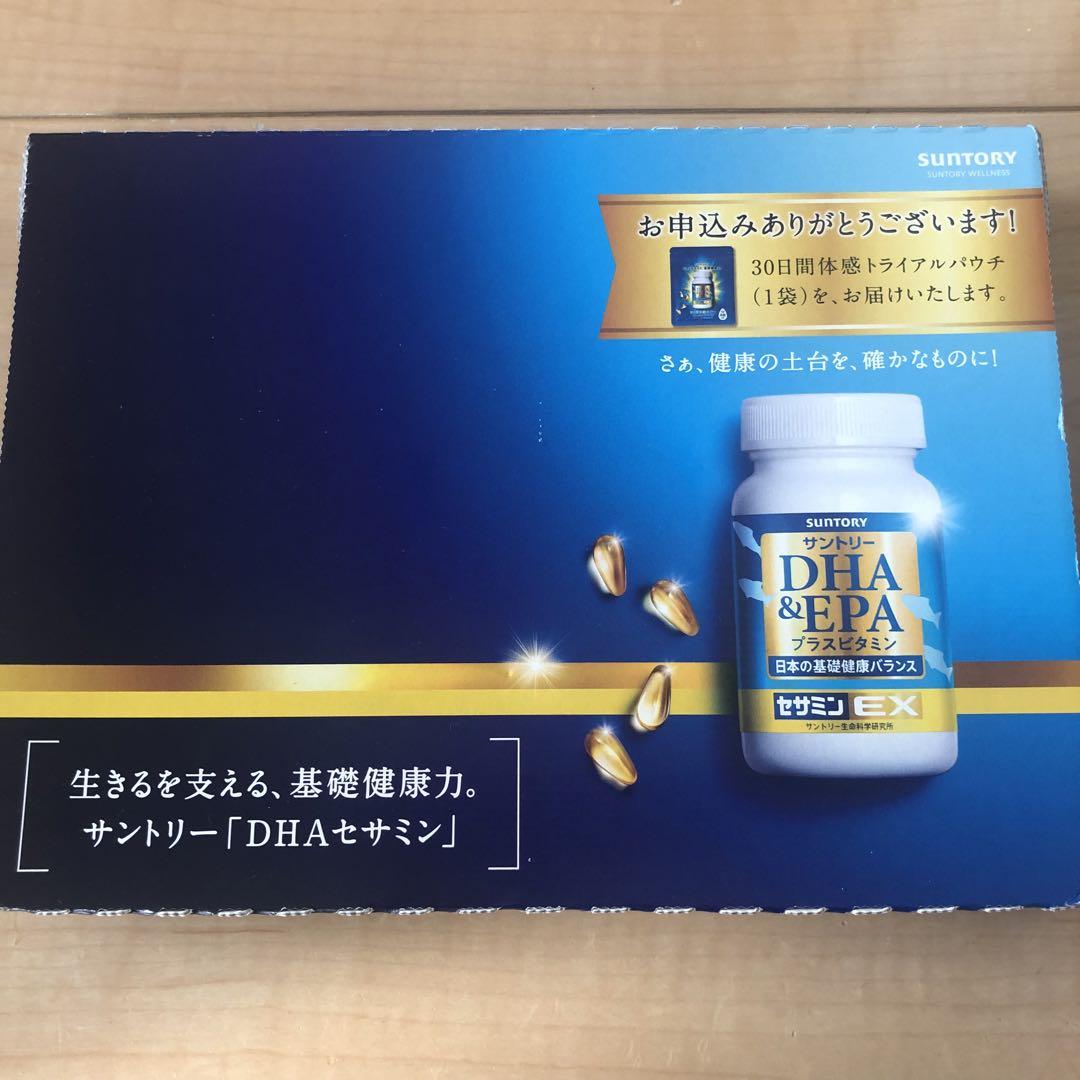 SUNTORY
SUNTORY WELLNESS
お申込みありがとうございます!
30日間体感トライアルパウチ
(1袋)を、お届けいたします。
さぁ、健康の土台を、確かなものに!
SUNTORY
サントリー
DHA
&EPA
プラスビタミン
日本の基礎健康バランス
セサミンEX
サントリー生命科学研究所
生きるを支える、基礎健康力。
サントリー「DHAセサミン」